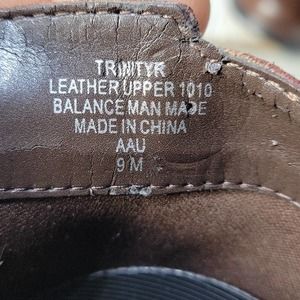 TRINITYR
LEATHER UPPER 1010
BALANCE MAN MADE
MADE IN CHINA
AAU
9 M